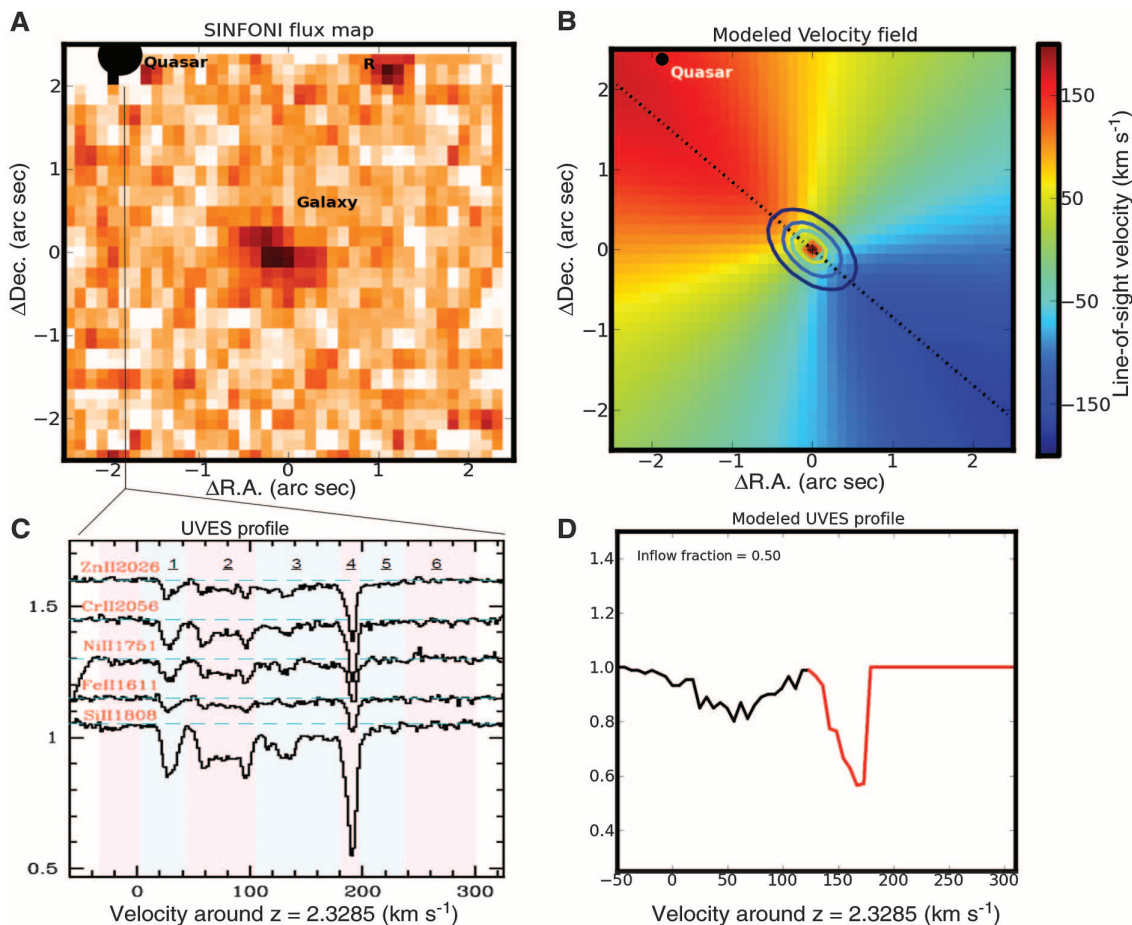 A
SINFONI flux map
Quasar
R
Galaxy
2
1
0
−1
−2
ΔDec. (arc sec)
−2
−1
0
1
2
ΔR.A. (arc sec)
B
Modeled Velocity field
Quasar
2
1
0
−1
−2
ΔDec. (arc sec)
−2
−1
0
1
2
ΔR.A. (arc sec)
150
50
−50
−150
Line-of-sight velocity (km s-1)
C
UVES profile
1
2
3
4
5
6
ZnII2026
CrII2056
NiII1751
FeII1611
SiII1808
1.5
1
0.5
0
100
200
300
Velocity around z = 2.3285 (km s-1)
D
Modeled UVES profile
Inflow fraction = 0.50
1.4
1.2
1.0
0.8
0.6
0.4
−50
0
50
100
150
200
250
300
Velocity around z = 2.3285 (km s-1)